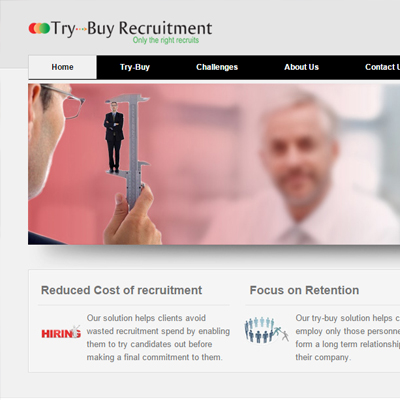 Try Buy Recruitment
Only the right recruits
Home Try-Buy Challenges About Us Contact U
Reduced Cost of recruitment
HIRING
Our solution helps clients avoid
wasted recruitment spend by enabling
them to try candidates out before
making a final commitment to them.
Focus on Retention
Our try-buy solution helps c
employ only those personne
form a long term relationship
their company.